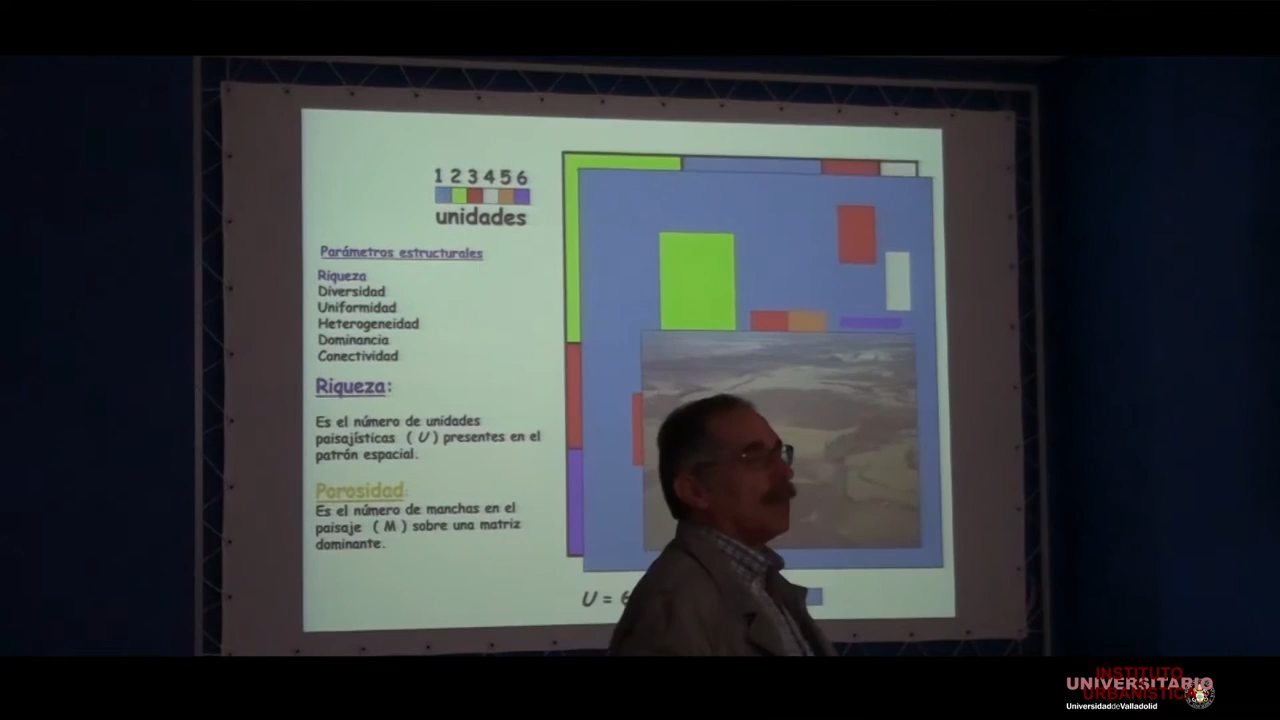 1 2 3 4 5 6
unidades
Parámetros estructurales
Riqueza
Diversidad
Uniformidad
Heterogeneidad
Dominancia
Conectividad
Riqueza:
Es el número de unidades
paisajísticas ( U ) presentes en el
patrón espacial.
Porosidad:
Es el número de manchas en el
paisaje ( M ) sobre una matriz
dominante.
U = 6
INSTITUTO
UNIVERSITARIO
URBANÍSTICA
UniversidaddeValladolid